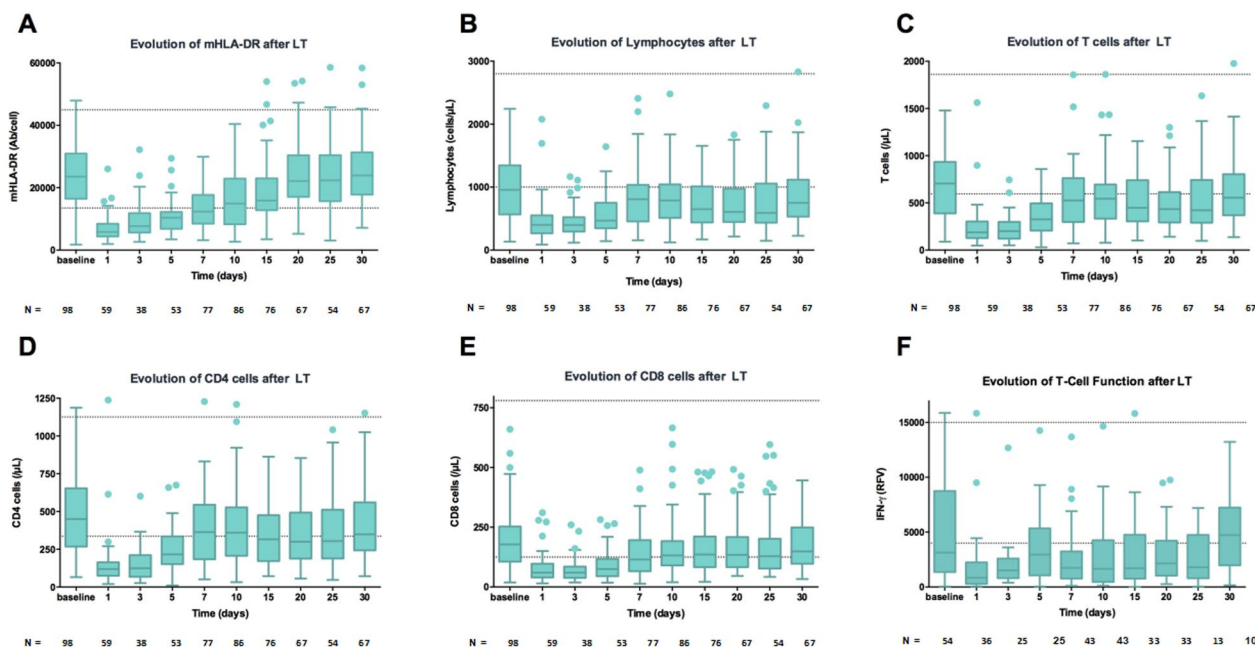 A
Evolution of mHLA-DR after LT
mHLA-DR (Ab/cell)
60000
40000
20000
0
baseline 1 3 5 7 10 15 20 25 30
Time (days)
N = 98 59 38 53 77 86 76 67 54 67
B
Evolution of Lymphocytes after LT
Lymphocytes (cells/µL)
3000
2000
1000
0
baseline 1 3 5 7 10 15 20 25 30
Time (days)
N = 98 59 38 53 77 86 76 67 54 67
C
Evolution of T cells after LT
T cells (/µL)
2000
1500
1000
500
0
baseline 1 3 5 7 10 15 20 25 30
Time (days)
N = 98 59 38 53 77 86 76 67 54 67
D
Evolution of CD4 cells after LT
CD4 cells (/µL)
1250
1000
750
500
250
0
baseline 1 3 5 7 10 15 20 25 30
Time (days)
N = 98 59 38 53 77 86 76 67 54 67
E
Evolution of CD8 cells after LT
CD8 cells (/µL)
750
500
250
0
baseline 1 3 5 7 10 15 20 25 30
Time (days)
N = 98 59 38 53 77 86 76 67 54 67
F
Evolution of T-Cell Function after LT
IFN-γ (RFV)
15000
10000
5000
0
baseline 1 3 5 7 10 15 20 25 30
Time (days)
N = 54 36 25 25 43 43 33 33 13 10